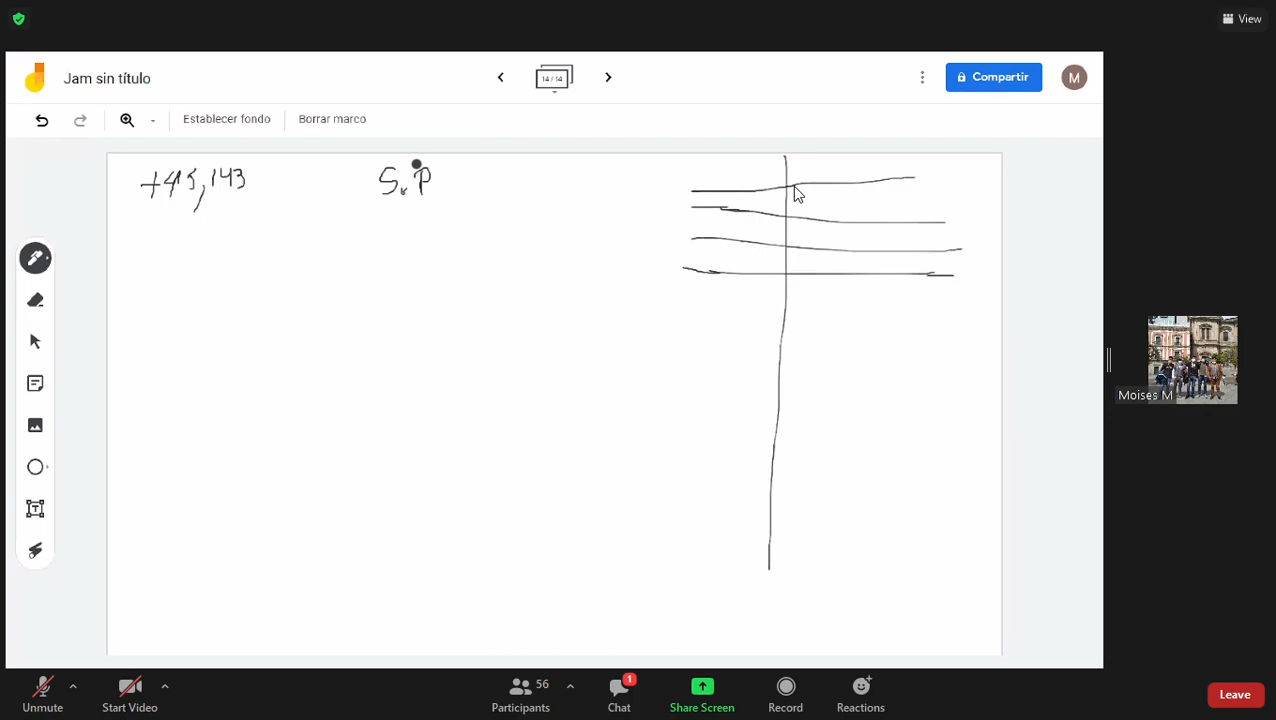 View
Jam sin título
14 / 14
Compartir
M
Establecer fondo
Borrar marco
+45,143
S.P
Moises M
Unmute
Start Video
56
Participants
1
Chat
Share Screen
Record
Reactions
Leave